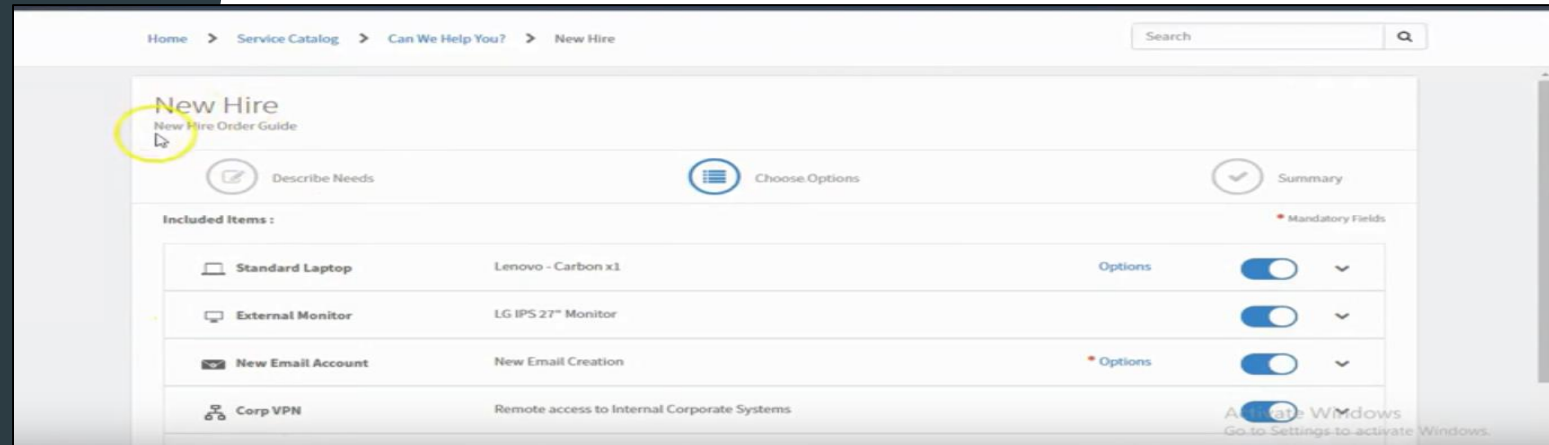 Home > Service Catalog > Can We Help You? > New Hire Search
New Hire
New Hire Order Guide
Describe Needs Choose Options Summary
Included Items : * Mandatory Fields
Standard Laptop Lenovo - Carbon x1 Options
External Monitor LG IPS 27" Monitor
New Email Account New Email Creation * Options
Corp VPN Remote access to Internal Corporate Systems
Activate Windows
Go to Settings to activate Windows.